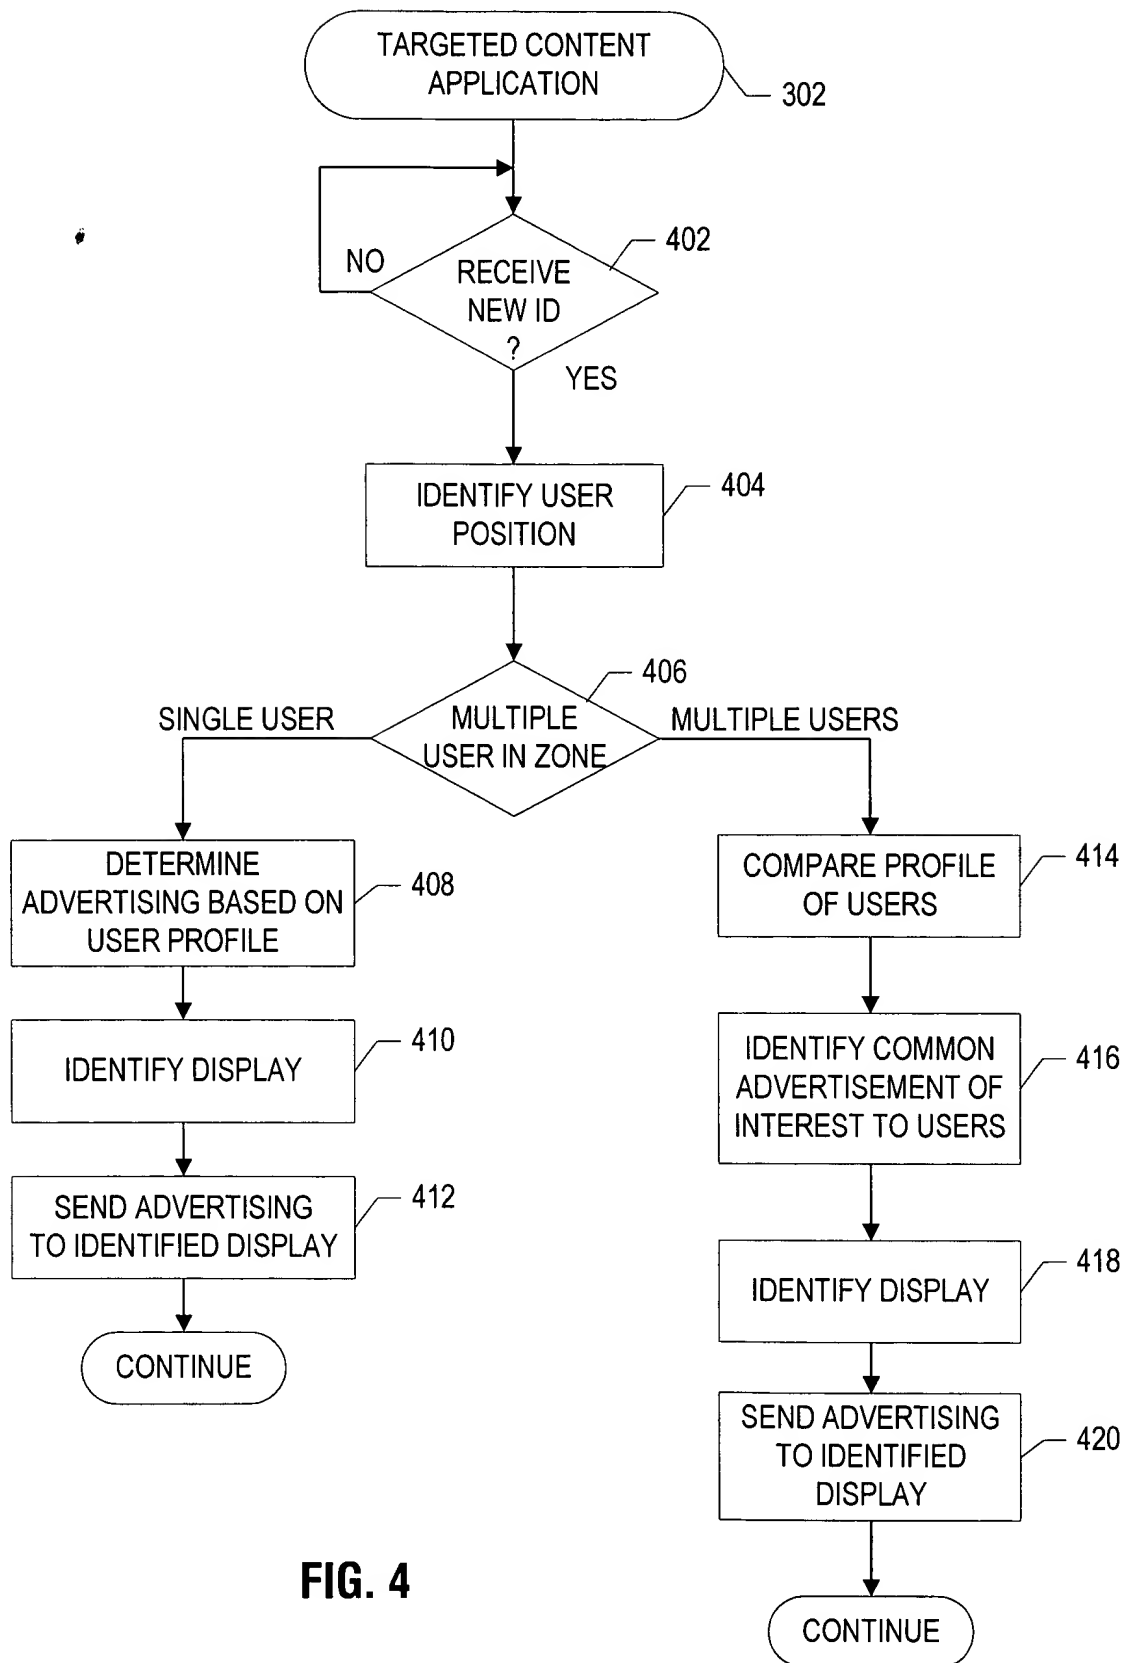 TARGETED CONTENT
APPLICATION
302
402
NO
RECEIVE
NEW ID
?
YES
404
IDENTIFY USER
POSITION
406
SINGLE USER
MULTIPLE
USER IN ZONE
MULTIPLE USERS
DETERMINE
ADVERTISING BASED ON
USER PROFILE
408
IDENTIFY DISPLAY
410
SEND ADVERTISING
TO IDENTIFIED DISPLAY
412
CONTINUE
COMPARE PROFILE
OF USERS
414
IDENTIFY COMMON
ADVERTISEMENT OF
INTEREST TO USERS
416
IDENTIFY DISPLAY
418
SEND ADVERTISING
TO IDENTIFIED
DISPLAY
420
CONTINUE
FIG. 4